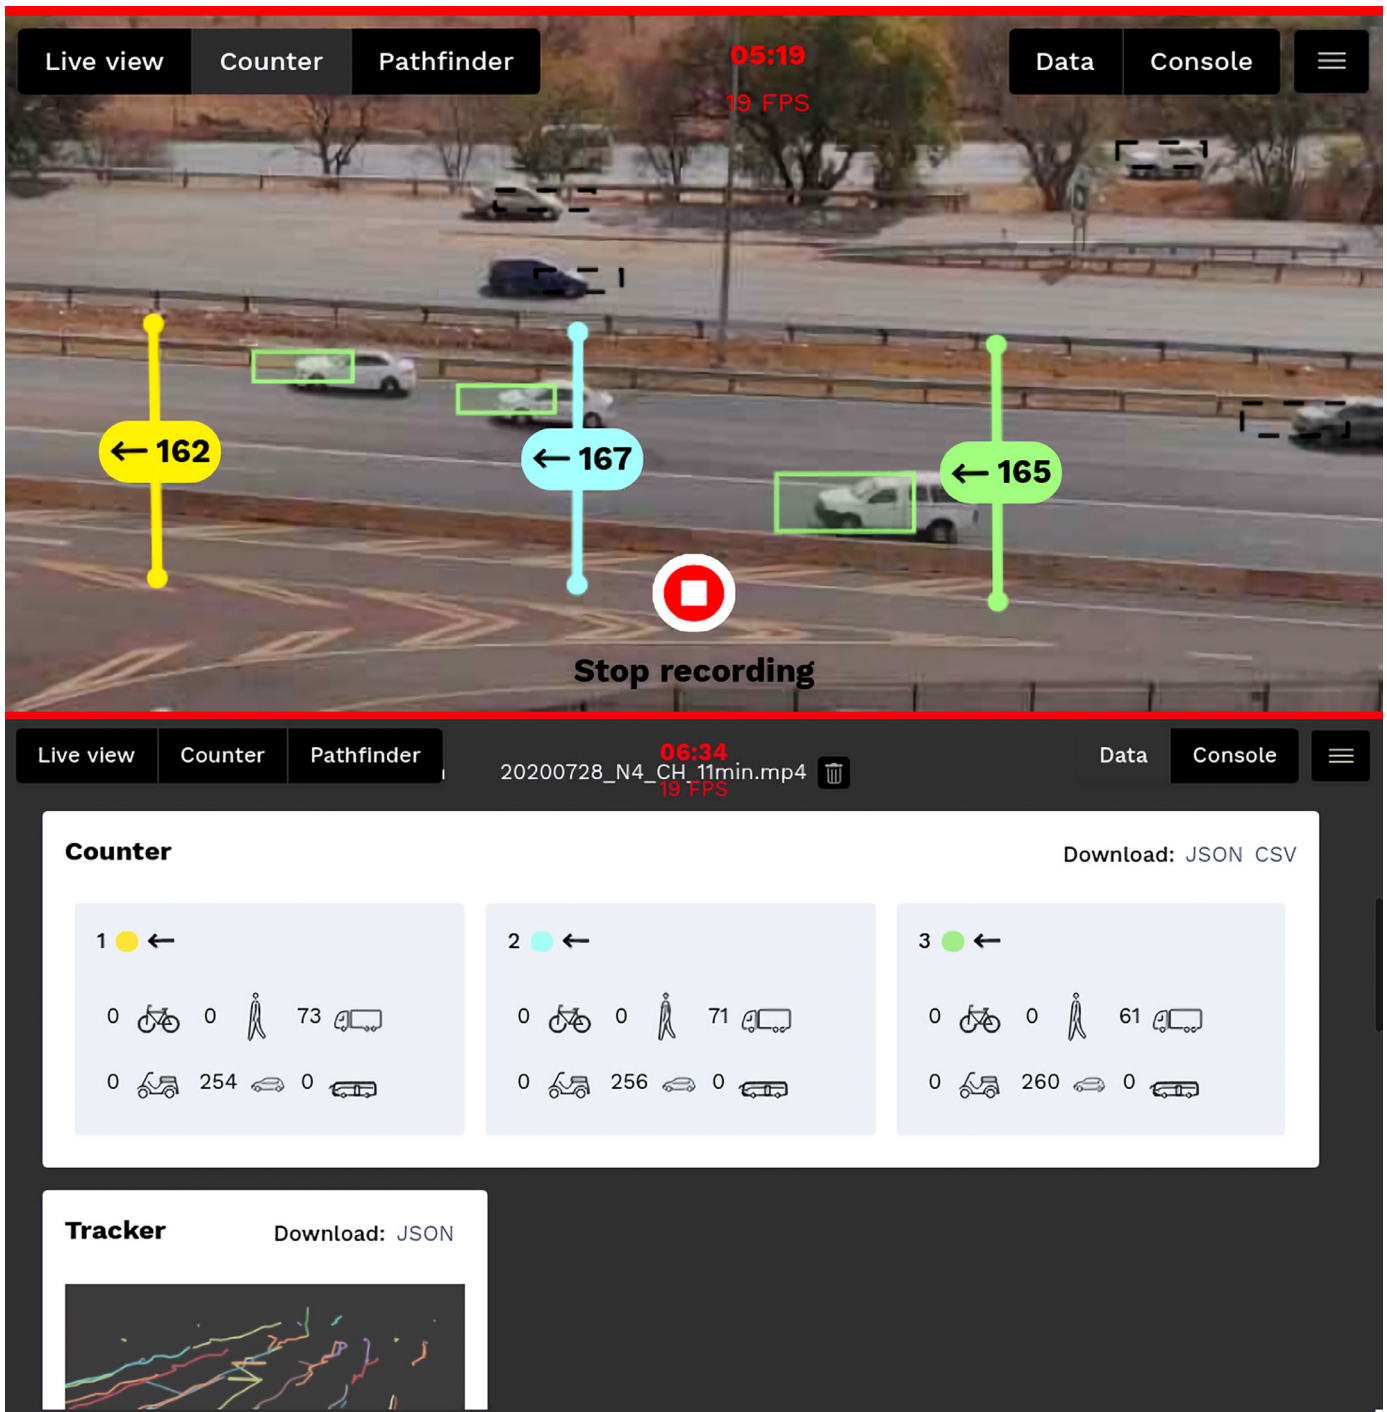 Live view Counter Pathfinder 05:19 Data Console
19 FPS
← 162 ← 167 ← 165
Stop recording
Live view Counter Pathfinder 06:34 Data Console
20200728_N4_CH_11min.mp4
19 FPS
Counter Download: JSON CSV
1 ← 2 ← 3 ←
0 0 73 0 0 71 0 0 61
0 254 0 0 256 0 0 260 0
Tracker Download: JSON